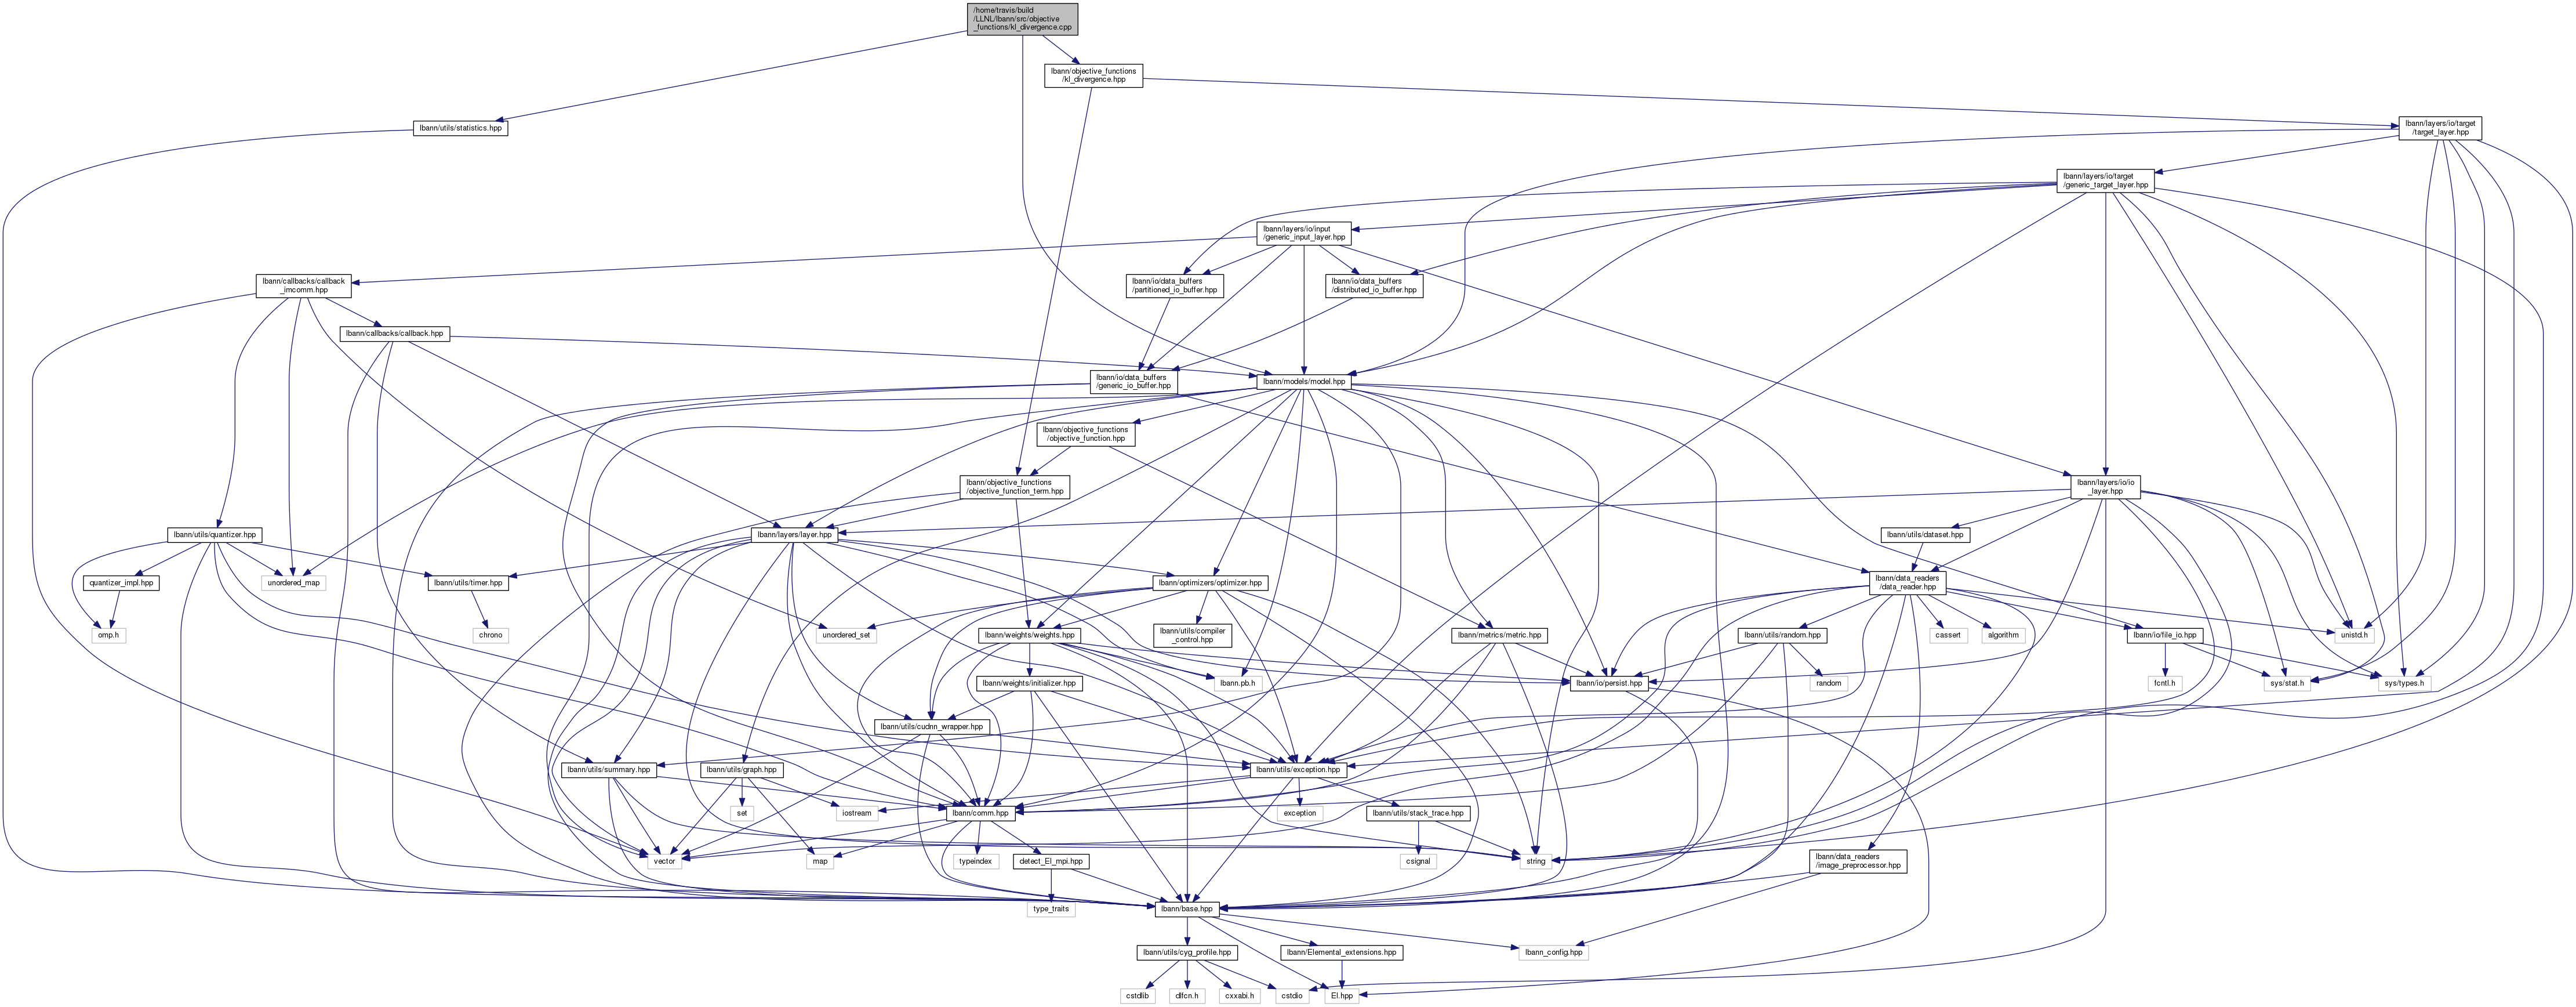 /home/travis/build
/LLNL/lbann/src/objective
_functions/kl_divergence.cpp
lbann/objective_functions
/kl_divergence.hpp
lbann/utils/statistics.hpp
lbann/layers/io/target
/target_layer.hpp
lbann/layers/io/target
/generic_target_layer.hpp
lbann/layers/io/input
/generic_input_layer.hpp
lbann/callbacks/callback
_imcomm.hpp
lbann/io/data_buffers
/partitioned_io_buffer.hpp
lbann/io/data_buffers
/distributed_io_buffer.hpp
lbann/callbacks/callback.hpp
lbann/io/data_buffers
/generic_io_buffer.hpp
lbann/models/model.hpp
lbann/objective_functions
/objective_function.hpp
lbann/objective_functions
/objective_function_term.hpp
lbann/layers/io/io
_layer.hpp
lbann/utils/quantizer.hpp
lbann/layers/layer.hpp
lbann/utils/dataset.hpp
quantizer_impl.hpp
unordered_map
lbann/utils/timer.hpp
lbann/optimizers/optimizer.hpp
lbann/data_readers
/data_reader.hpp
omp.h
chrono
unordered_set
lbann/weights/weights.hpp
lbann/utils/compiler
_control.hpp
lbann/metrics/metric.hpp
lbann/utils/random.hpp
cassert
algorithm
lbann/io/file_io.hpp
unistd.h
lbann/weights/initializer.hpp
lbann.pb.h
lbann/io/persist.hpp
random
fcntl.h
sys/stat.h
sys/types.h
lbann/utils/cudnn_wrapper.hpp
lbann/utils/summary.hpp
lbann/utils/graph.hpp
lbann/utils/exception.hpp
set
iostream
lbann/comm.hpp
exception
lbann/utils/stack_trace.hpp
vector
map
typeindex
detect_El_mpi.hpp
csignal
string
lbann/data_readers
/image_preprocessor.hpp
type_traits
lbann/base.hpp
lbann/utils/cyg_profile.hpp
lbann/Elemental_extensions.hpp
lbann_config.hpp
cstdlib
dlfcn.h
cxxabi.h
cstdio
El.hpp